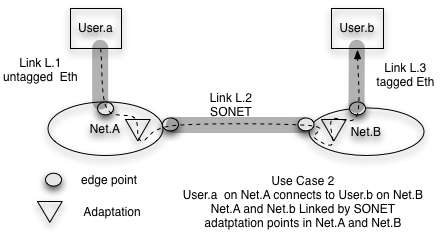 User.a
User.b
Link L.1
untagged Eth
Link L.2
SONET
Link L.3
tagged Eth
Net.A
Net.B
edge point
Adaptation
Use Case 2
User.a on Net.A connects to User.b on Net.B
Net.A and Net.b Linked by SONET
adatptation points in Net.A and Net.B